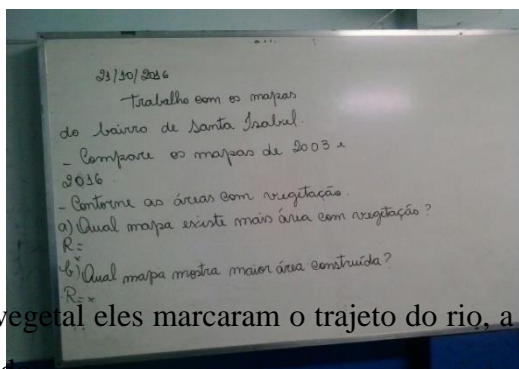 21/10/2016
Trabalho com os mapas
do bairro de Santa Isabel.
- Compare os mapas de 2003 e
2016.
- Contorne as áreas com vegetação.
a) Qual mapa existe mais área com vegetação?
R=
b) Qual mapa mostra maior área construída?
R=
vegetal eles marcaram o trajeto do rio, a